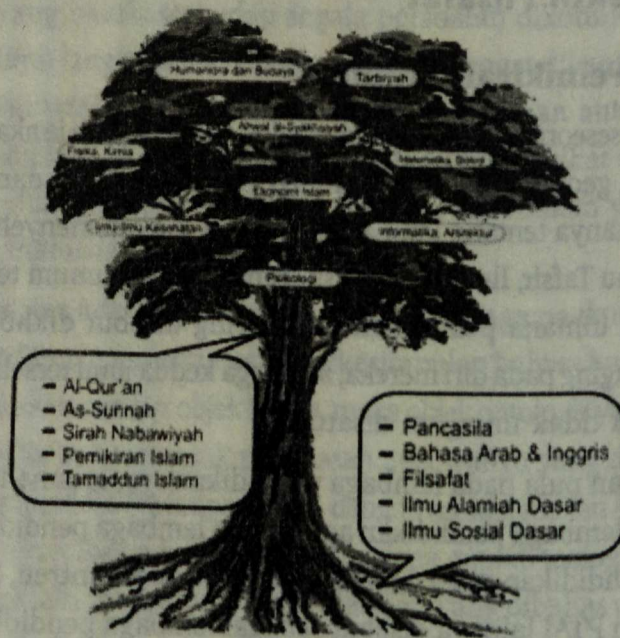 Humaniora dan Budaya
Tarbiyah
Ahwal al-Syakhsiyah
Fisika, Kimia
Matematika, Biologi
Ekonomi Islam
Ilmu-Ilmu Kesehatan
Informatika, Arsitektur
Psikologi
- Al-Qur'an
- As-Sunnah
- Sirah Nabawiyah
- Pemikiran Islam
- Tamaddun Islam
- Pancasila
- Bahasa Arab & Inggris
- Filsafat
- Ilmu Alamiah Dasar
- Ilmu Sosial Dasar